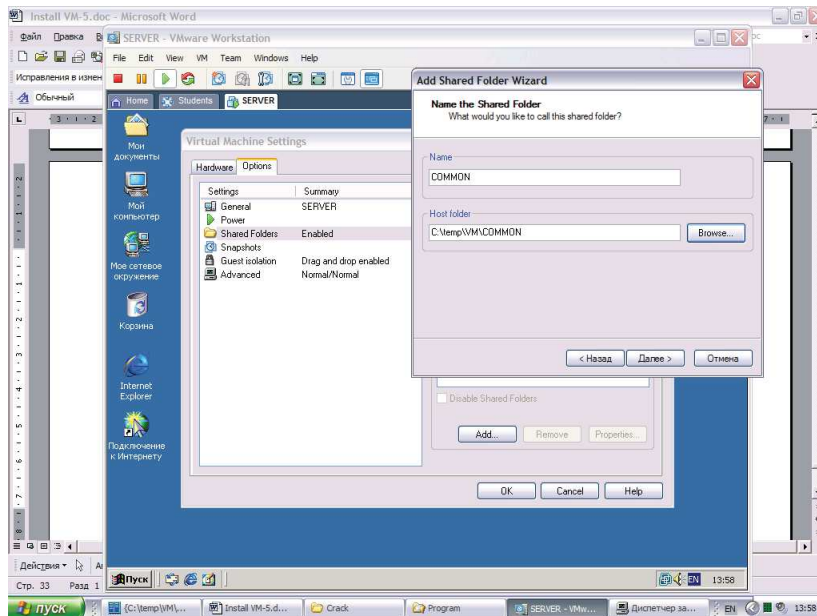 Install VM-5.doc - Microsoft Word
Файл Правка
SERVER - VMware Workstation
File Edit View VM Team Windows Help
Исправления в измен
Обычный
Home Students SERVER
3 · 1 · 2
Мои
документы
Мой
компьютер
Мое сетевое
окружение
Корзина
Internet
Explorer
Подключение
к Интернету
Virtual Machine Settings
Hardware Options
Settings Summary
General SERVER
Power
Shared Folders Enabled
Snapshots
Guest isolation Drag and drop enabled
Advanced Normal/Normal
Disable Shared Folders
Add... Remove Properties...
OK Cancel Help
Add Shared Folder Wizard
Name the Shared Folder
What would you like to call this shared folder?
Name
COMMON
Host folder
C:\temp\VM\COMMON Browse...
< Назад Далее > Отмена
Пуск EN 13:58
Действия
Стр. 33 Разд 1
пуск {C:\temp\VM\... Install VM-5.d... Crack Program SERVER - VMw... Диспетчер за... EN 13:58